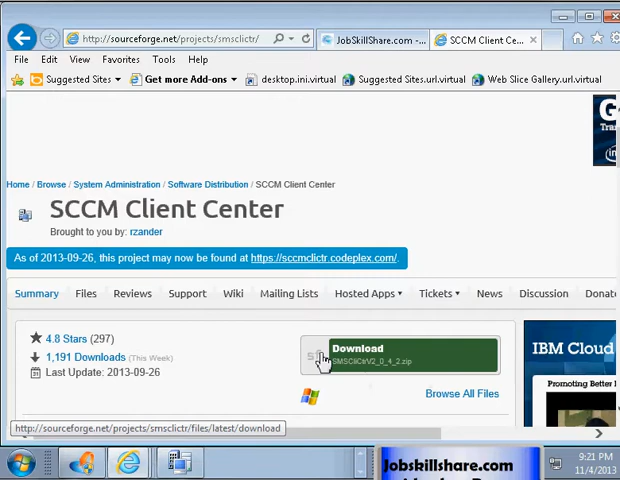 http://sourceforge.net/projects/smsclictr/
JobSkillShare.com -...
SCCM Client Ce...
File Edit View Favorites Tools Help
Suggested Sites Get more Add-ons desktop.ini.virtual Suggested Sites.url.virtual Web Slice Gallery.url.virtual
Home / Browse / System Administration / Software Distribution / SCCM Client Center
SCCM Client Center
Brought to you by: rzander
As of 2013-09-26, this project may now be found at https://sccmclictr.codeplex.com/.
Summary Files Reviews Support Wiki Mailing Lists Hosted Apps Tickets News Discussion Donate
4.8 Stars (297)
1,191 Downloads (This Week)
Last Update: 2013-09-26
Download
SMSCliCtrV2_0_4_2.zip
Browse All Files
IBM Cloud
Promoting Better
http://sourceforge.net/projects/smsclictr/files/latest/download
Jobskillshare.com
9:21 PM
11/4/2013